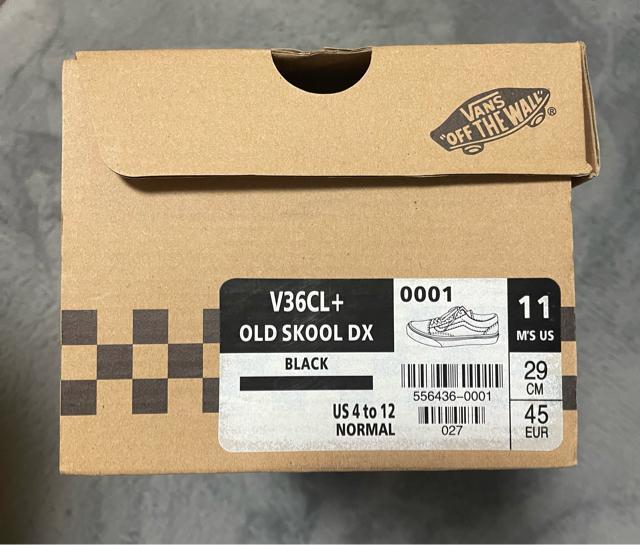 VANS
"OFF THE WALL"
®
V36CL+
OLD SKOOL DX
BLACK
US 4 to 12
NORMAL
0001
556436-0001
027
11
M'S US
29
CM
45
EUR